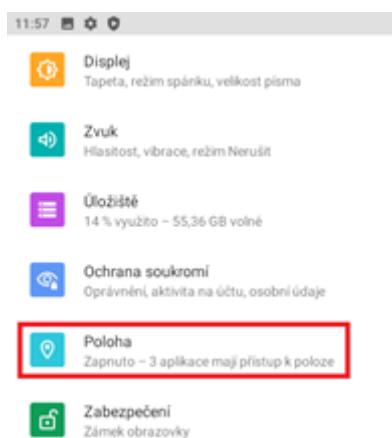 11:57
Displej
Tapeta, režim spánku, velikost písma
Zvuk
Hlasitost, vibrace, režim Nerušit
Úložiště
14 % využito – 55,36 GB volné
Ochrana soukromí
Oprávnění, aktivita na účtu, osobní údaje
Poloha
Zapnuto – 3 aplikace mají přístup k poloze
Zabezpečení
Zámek obrazovky